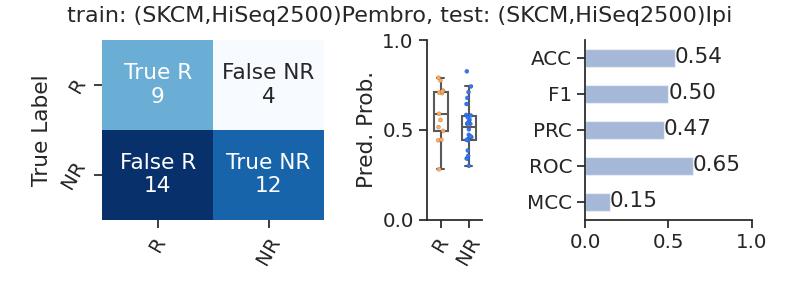 train: (SKCM,HiSeq2500)Pembro, test: (SKCM,HiSeq2500)Ipi
True Label
R
NR
True R
9
False NR
4
False R
14
True NR
12
R
NR
Pred. Prob.
1.0
0.5
0.0
R
NR
ACC
0.54
F1
0.50
PRC
0.47
ROC
0.65
MCC
0.15
0.0
0.5
1.0